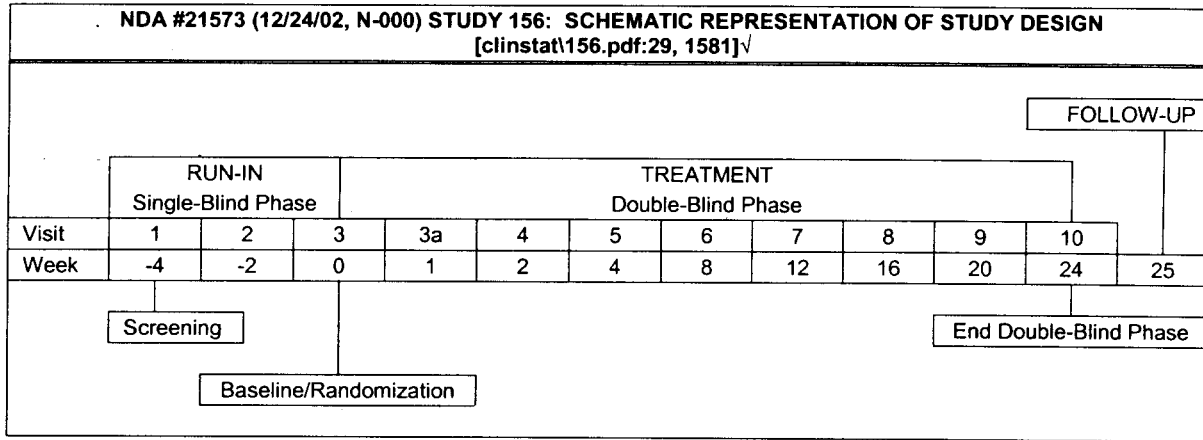 NDA #21573 (12/24/02, N-000) STUDY 156: SCHEMATIC REPRESENTATION OF STUDY DESIGN
[clinstat\156.pdf:29, 1581]√
FOLLOW-UP
RUN-IN TREATMENT
Single-Blind Phase Double-Blind Phase
Visit 1 2 3 3a 4 5 6 7 8 9 10
Week -4 -2 0 1 2 4 8 12 16 20 24 25
Screening End Double-Blind Phase
Baseline/Randomization